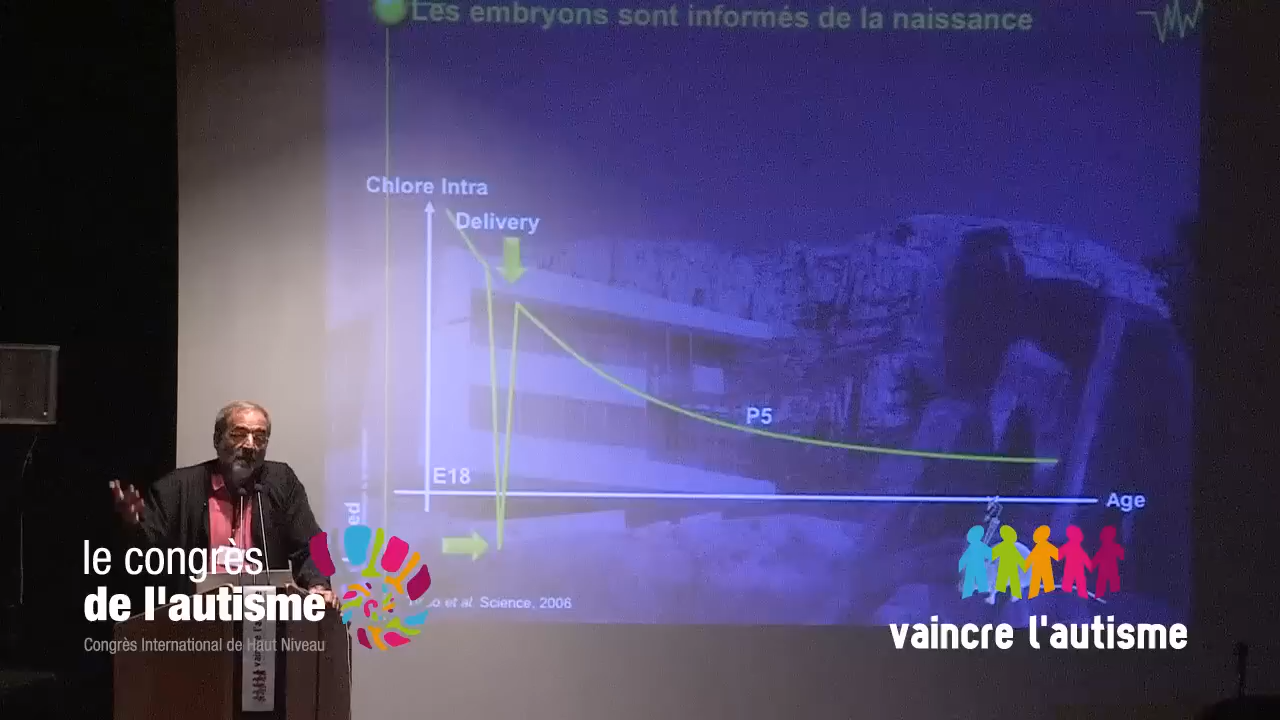 Les embryons sont informés de la naissance
Chlore Intra
Delivery
P5
E18
Age
et al. Science, 2006
le congrès
de l'autisme
Congrès International de Haut Niveau
vaincre l'autisme